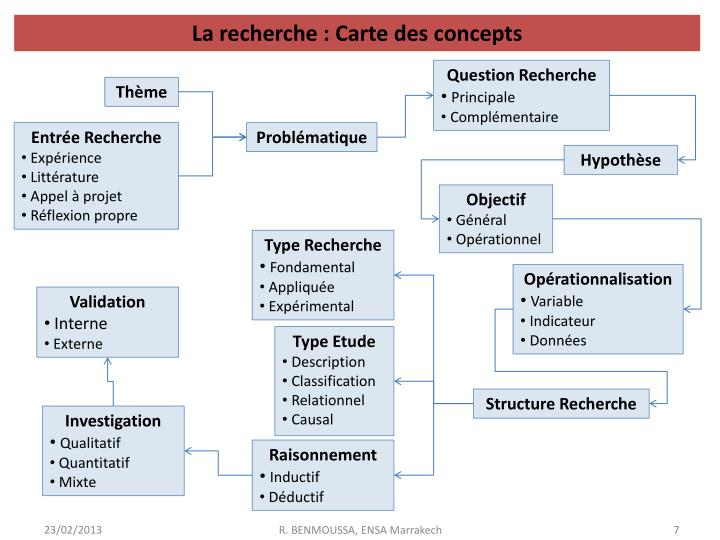 La recherche : Carte des concepts
Thème
Entrée Recherche
• Expérience
• Littérature
• Appel à projet
• Réflexion propre
Problématique
Question Recherche
• Principale
• Complémentaire
Hypothèse
Objectif
• Général
• Opérationnel
Opérationnalisation
• Variable
• Indicateur
• Données
Structure Recherche
Type Recherche
• Fondamental
• Appliquée
• Expérimental
Type Etude
• Description
• Classification
• Relationnel
• Causal
Raisonnement
• Inductif
• Déductif
Investigation
• Qualitatif
• Quantitatif
• Mixte
Validation
• Interne
• Externe
23/02/2013
R. BENMOUSSA, ENSA Marrakech
7